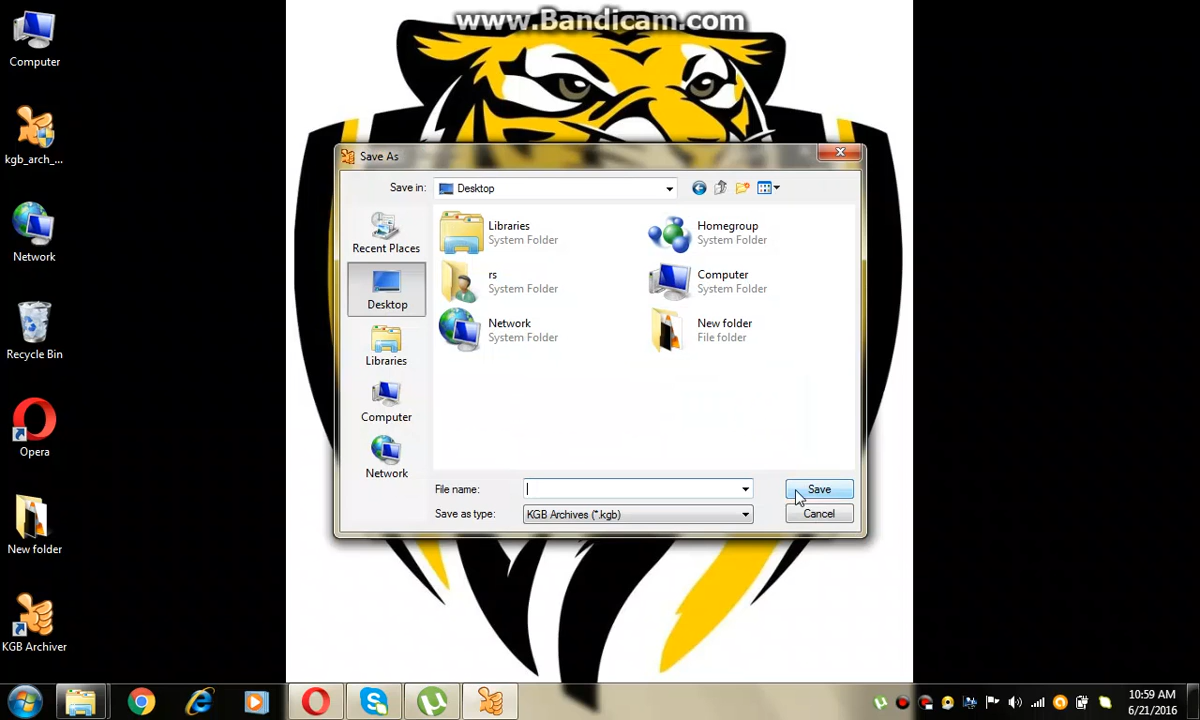 www.Bandicam.com
Computer
kgb_arch_...
Network
Recycle Bin
Opera
New folder
KGB Archiver
Save As
Save in:
Desktop
Recent Places
Desktop
Libraries
Computer
Network
Libraries
System Folder
Homegroup
System Folder
rs
System Folder
Computer
System Folder
Network
System Folder
New folder
File folder
File name:
Save
Save as type:
KGB Archives (*.kgb)
Cancel
10:59 AM
6/21/2016